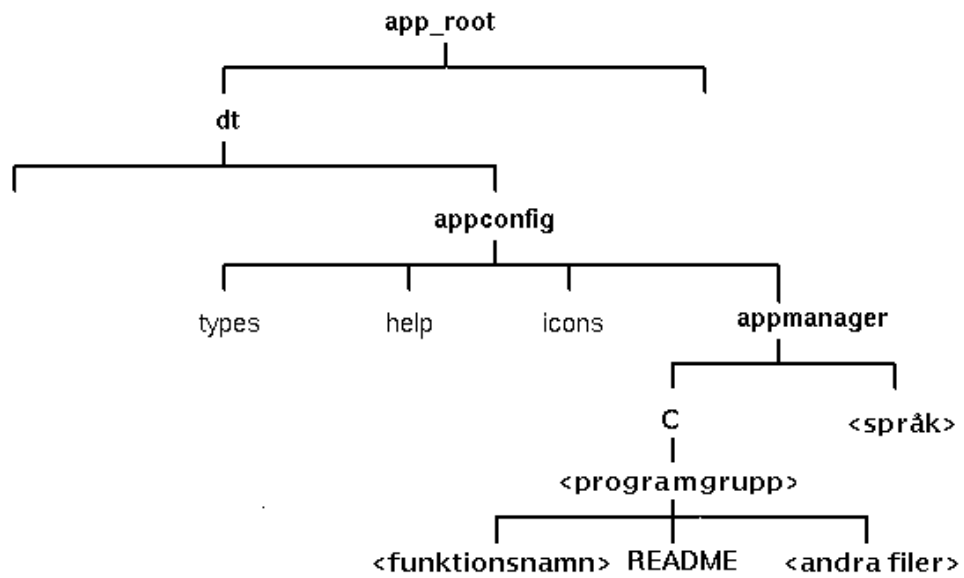 app_root
dt
appconfig
types help icons appmanager
C <språk>
<programgrupp>
<funktionsnamn> README <andra filer>